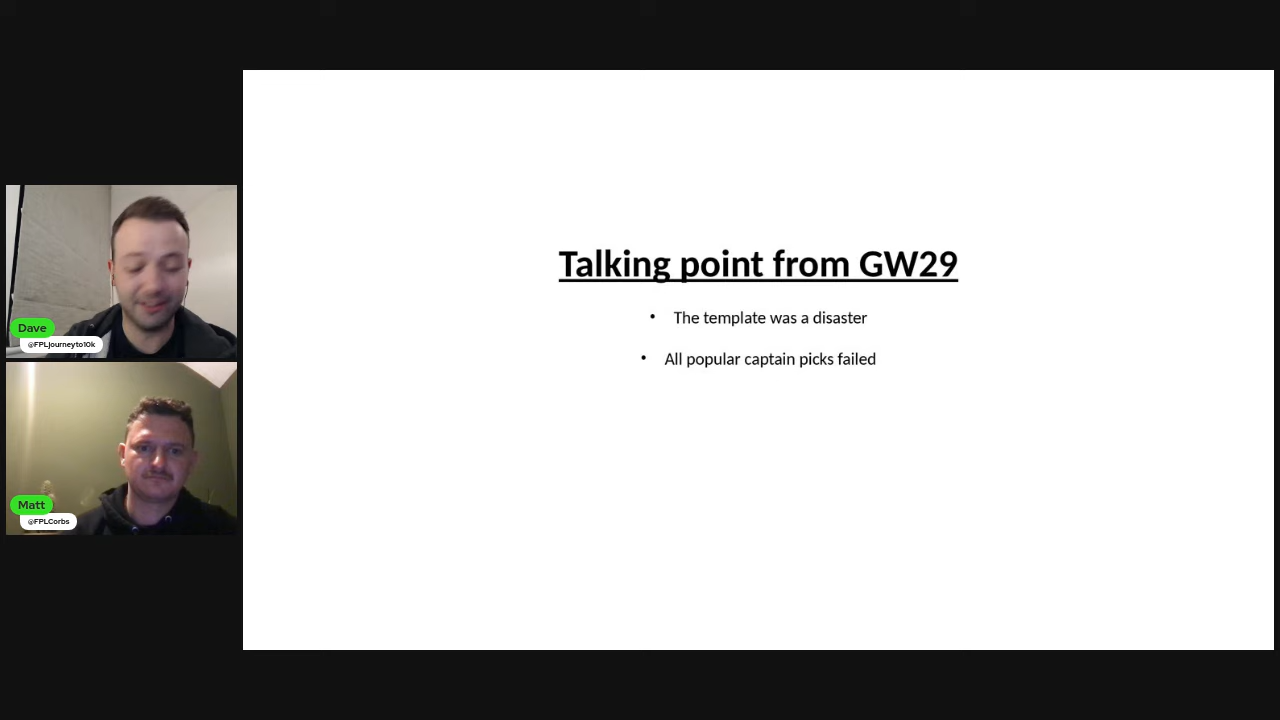 Dave
@FPLjourneyto10k
Matt
@FPLCorbs
Talking point from GW29
• The template was a disaster
• All popular captain picks failed